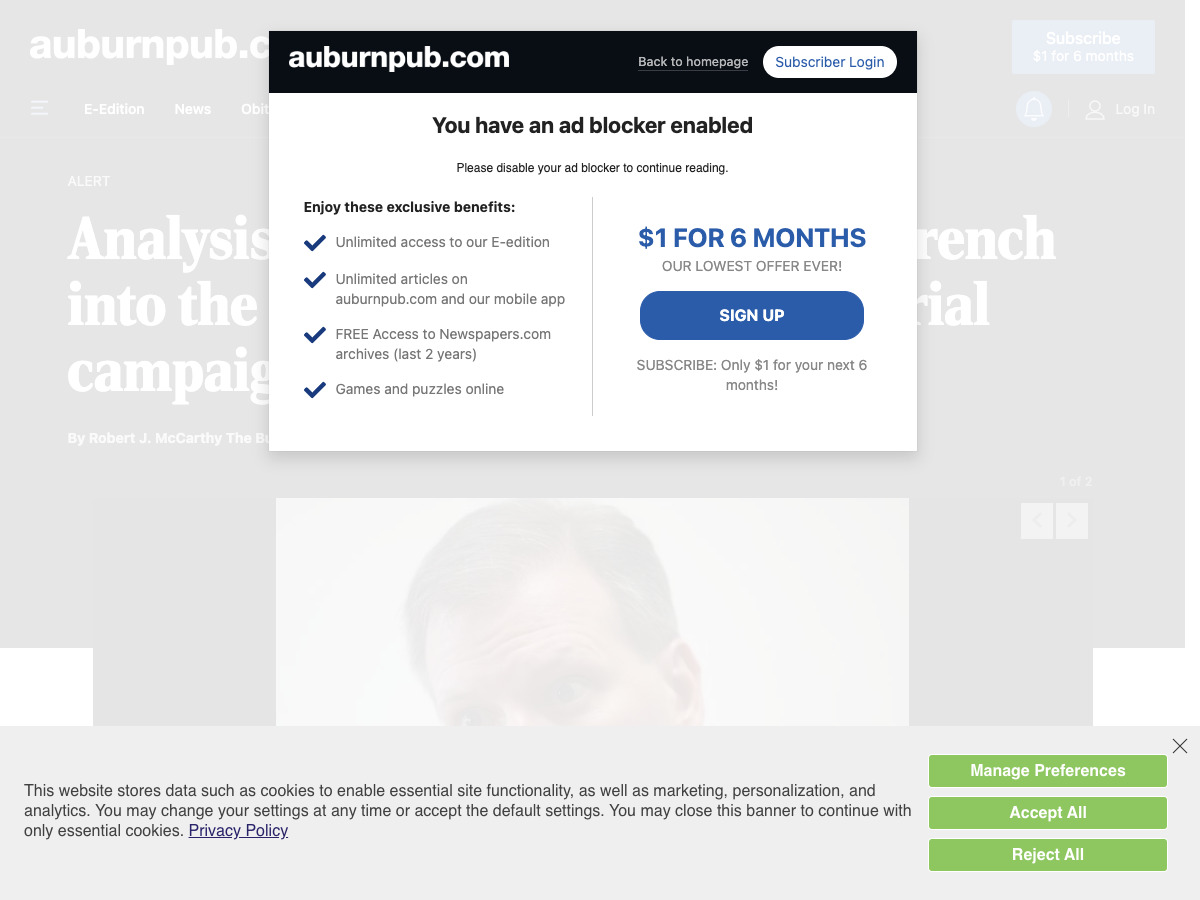 auburnpub.c
Subscribe
$1 for 6 months
E-Edition
News
Obit
Log In
ALERT
Analysis
rench
into the
rial
campaig
By Robert J. McCarthy The Bu
1 of 2
auburnpub.com
Back to homepage
Subscriber Login
You have an ad blocker enabled
Please disable your ad blocker to continue reading.
Enjoy these exclusive benefits:
Unlimited access to our E-edition
Unlimited articles on
auburnpub.com and our mobile app
FREE Access to Newspapers.com
archives (last 2 years)
Games and puzzles online
$1 FOR 6 MONTHS
OUR LOWEST OFFER EVER!
SIGN UP
SUBSCRIBE: Only $1 for your next 6
months!
This website stores data such as cookies to enable essential site functionality, as well as marketing, personalization, and
analytics. You may change your settings at any time or accept the default settings. You may close this banner to continue with
only essential cookies. Privacy Policy
Manage Preferences
Accept All
Reject All